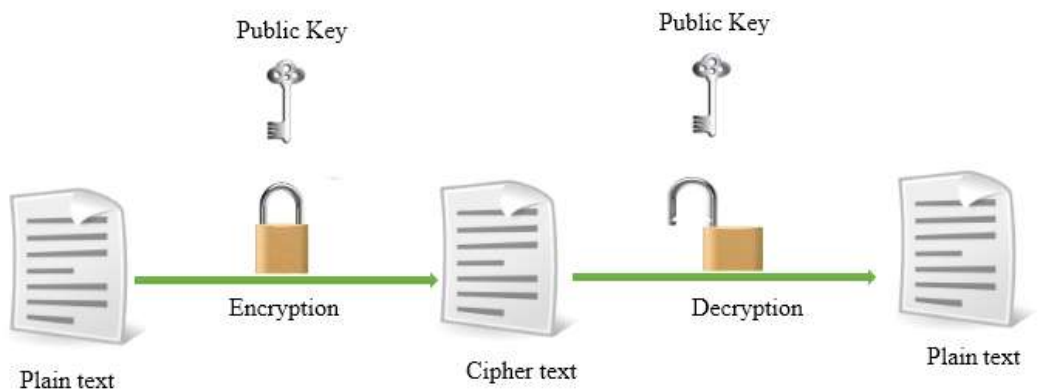 Public Key
Public Key
Encryption
Decryption
Plain text
Cipher text
Plain text